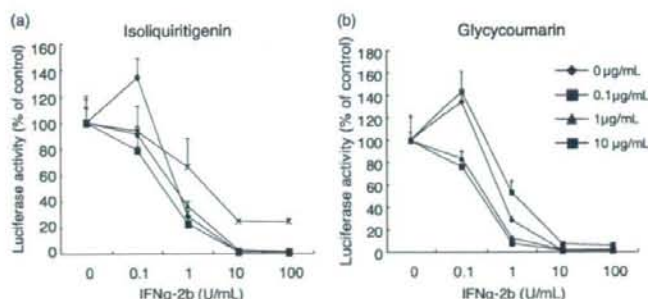 (a)
Isoliquiritigenin
Luciferase activity (% of control)
160
140
120
100
80
60
40
20
0
0
0.1
1
10
100
IFNα-2b (U/mL)
(b)
Glycycoumarin
Luciferase activity (% of control)
180
160
140
120
100
80
60
40
20
0
0
0.1
1
10
100
IFNα-2b (U/mL)
0 µg/mL
0.1µg/mL
1µg/mL
10 µg/mL